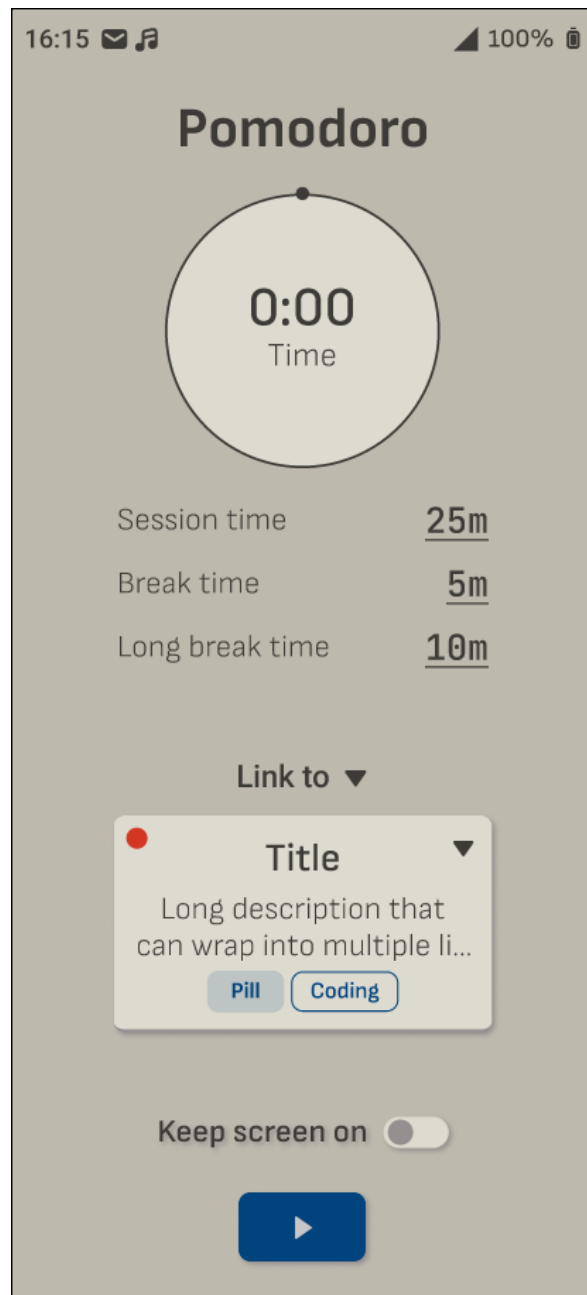 16:15
100%
Pomodoro
0:00
Time
Session time 25m
Break time 5m
Long break time 10m
Link to
Title
Long description that
can wrap into multiple li...
Pill Coding
Keep screen on